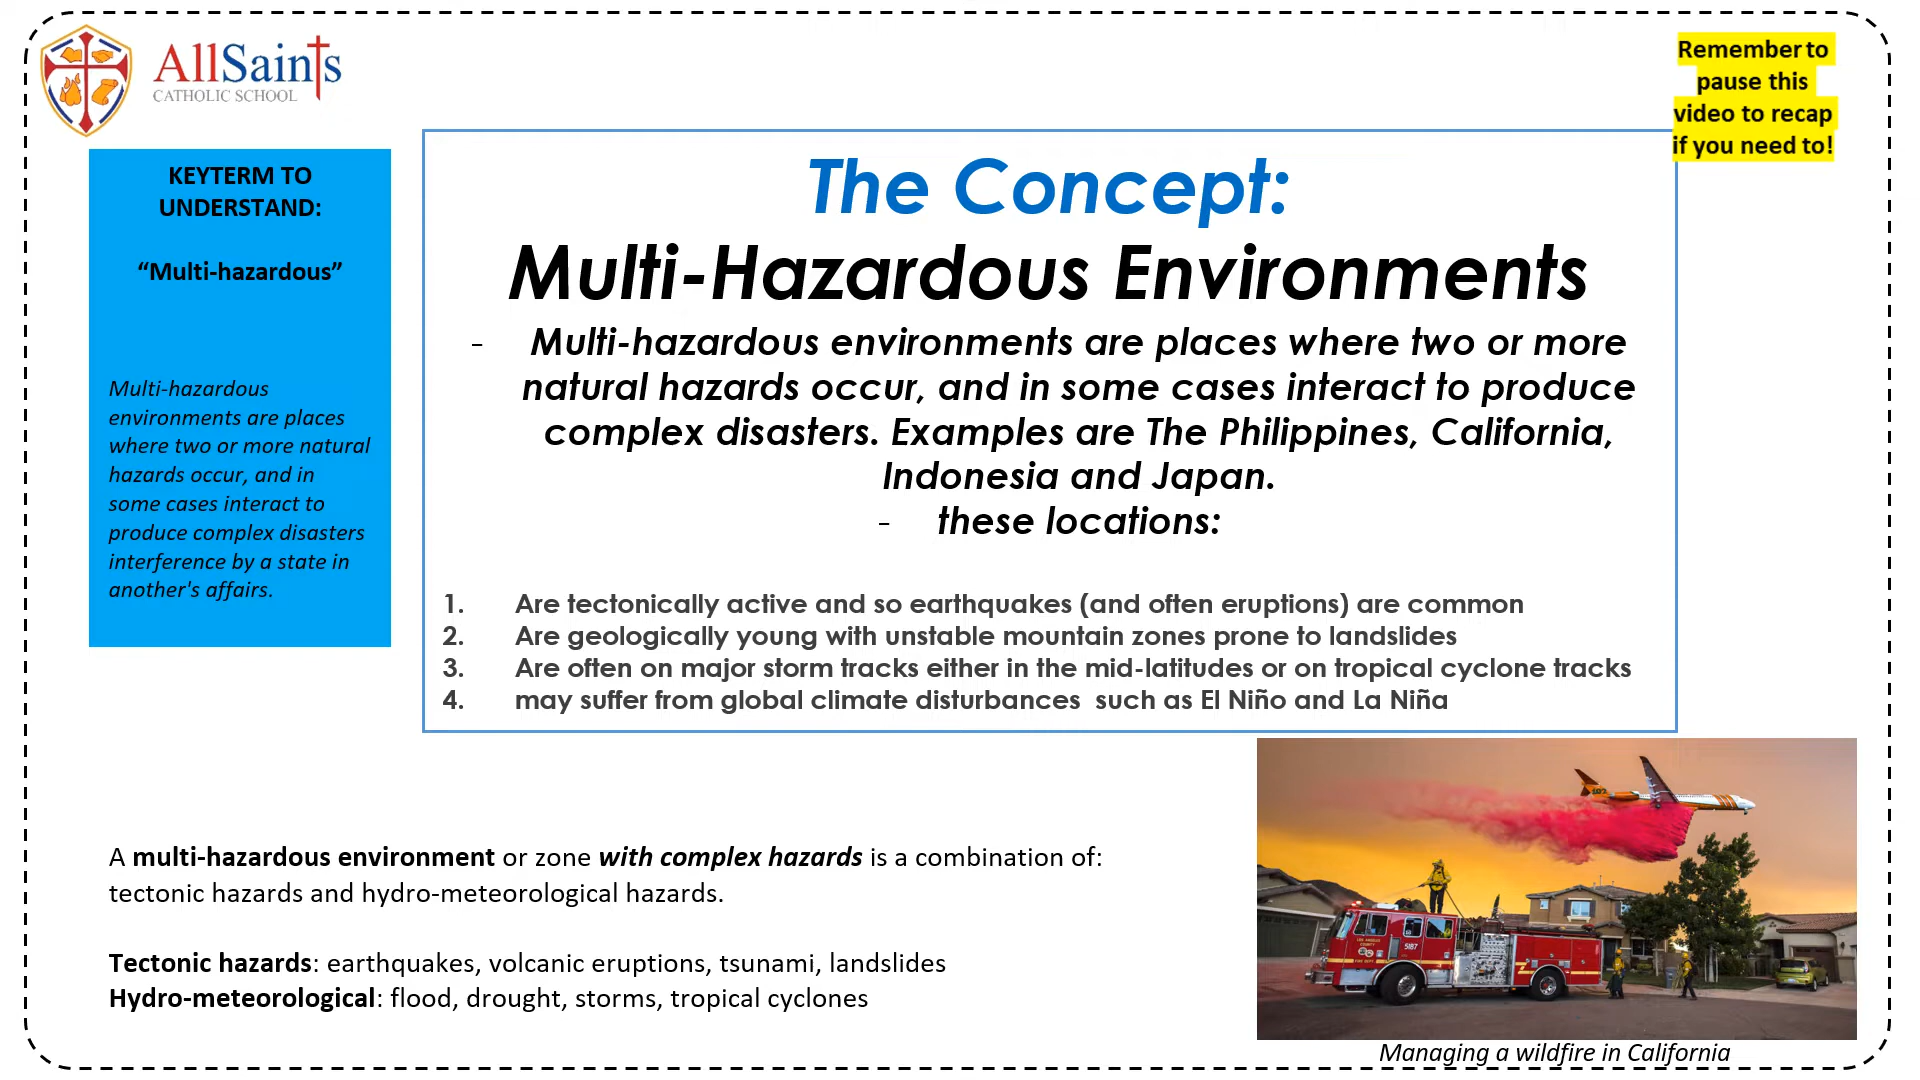 AllSaints
CATHOLIC SCHOOL
Remember to
pause this
video to recap
if you need to!
KEYTERM TO
UNDERSTAND:
“Multi-hazardous”
Multi-hazardous
environments are places
where two or more natural
hazards occur, and in
some cases interact to
produce complex disasters
interference by a state in
another's affairs.
The Concept:
Multi-Hazardous Environments
- Multi-hazardous environments are places where two or more
natural hazards occur, and in some cases interact to produce
complex disasters. Examples are The Philippines, California,
Indonesia and Japan.
- these locations:
1. Are tectonically active and so earthquakes (and often eruptions) are common
2. Are geologically young with unstable mountain zones prone to landslides
3. Are often on major storm tracks either in the mid-latitudes or on tropical cyclone tracks
4. may suffer from global climate disturbances  such as El Niño and La Niña
A multi-hazardous environment or zone with complex hazards is a combination of:
tectonic hazards and hydro-meteorological hazards.
Tectonic hazards: earthquakes, volcanic eruptions, tsunami, landslides
Hydro-meteorological: flood, drought, storms, tropical cyclones
5187
Managing a wildfire in California